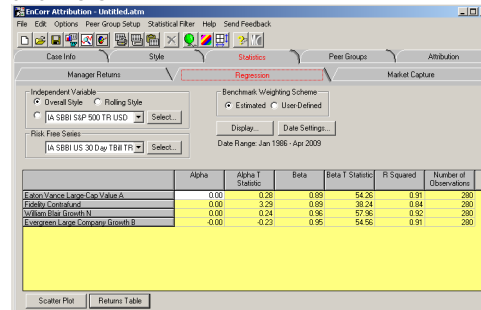 EnCorr Attribution - Untitled.atm
File Edit Options Peer Group Setup Statistical Filter Help Send Feedback
Case Info Style Statistics Peer Groups Attribution
Manager Returns Regression Market Capture
Independent Variable
Overall Style Rolling Style
IA SBBI S&P 500 TR USD Select...
Risk Free Series
IA SBBI US 30 Day TBill TR Select...
Benchmark Weighting Scheme
Estimated User-Defined
Display... Date Settings...
Date Range: Jan 1986 - Apr 2009
Alpha Alpha T Statistic Beta Beta T Statistic R Squared Number of Observations
Eaton Vance Large-Cap Value A 0.00 0.28 0.89 54.26 0.91 280
Fidelity Contrafund 0.00 3.29 0.89 38.24 0.84 280
William Blair Growth N 0.00 0.24 0.96 57.96 0.92 280
Evergreen Large Company Growth B -0.00 -0.23 0.95 54.56 0.91 280
Scatter Plot Returns Table